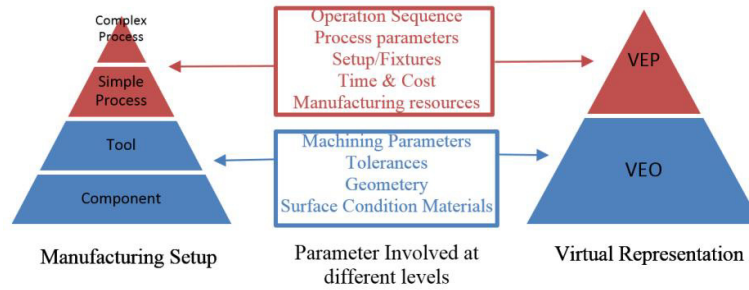 Complex
Process
Simple
Process
Tool
Component
Manufacturing Setup
Operation Sequence
Process parameters
Setup/Fixtures
Time & Cost
Manufacturing resources
Machining Parameters
Tolerances
Geometery
Surface Condition Materials
Parameter Involved at
different levels
VEP
VEO
Virtual Representation